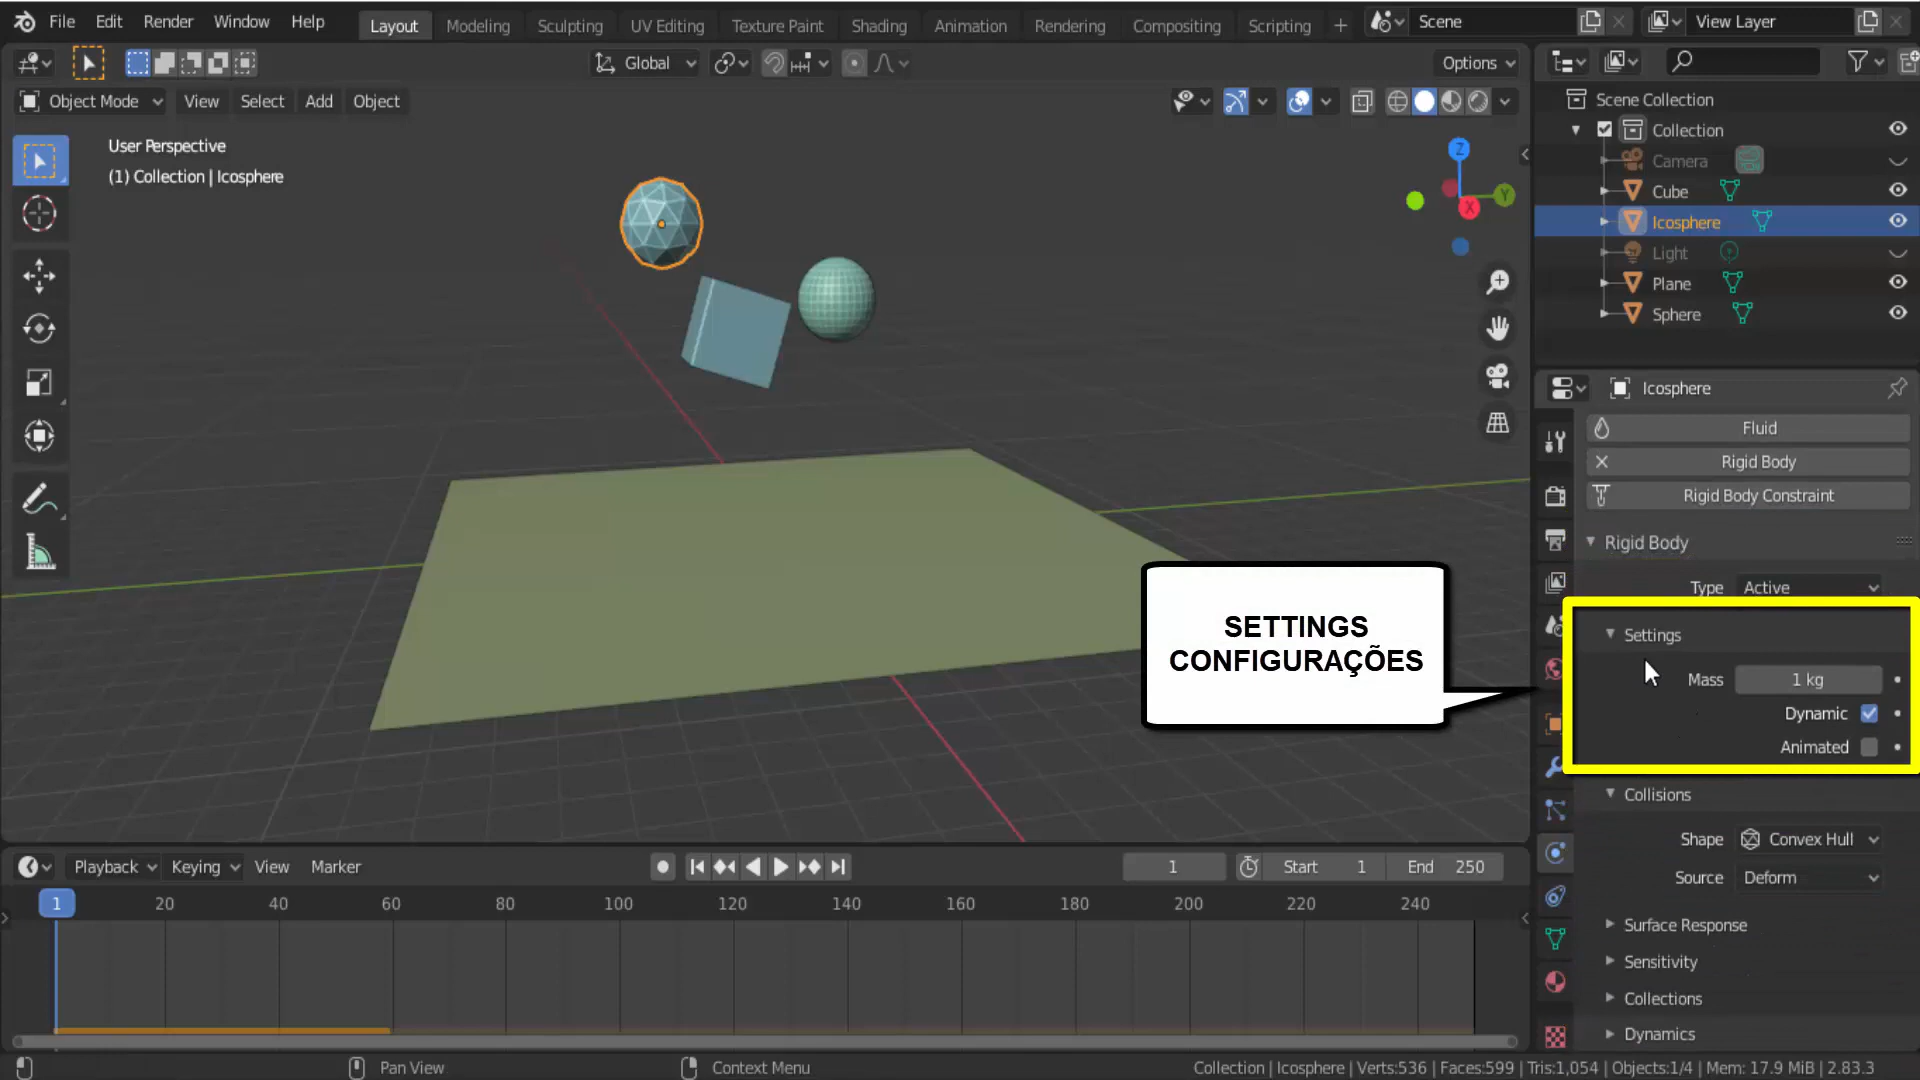 File Edit Render Window Help Layout Modeling Sculpting UV Editing Texture Paint Shading Animation Rendering Compositing Scripting + Scene View Layer
Global Options
Object Mode View Select Add Object
User Perspective
(1) Collection | Icosphere
Z
Y
X
Scene Collection
Collection
Camera
Cube
Icosphere
Light
Plane
Sphere
Icosphere
Fluid
Rigid Body
Rigid Body Constraint
Rigid Body
Type Active
Settings
Mass 1 kg
Dynamic
Animated
SETTINGS
CONFIGURAÇÕES
Collisions
Shape Convex Hull
Source Deform
Surface Response
Sensitivity
Collections
Dynamics
Playback Keying View Marker 1 Start 1 End 250
1 20 40 60 80 100 120 140 160 180 200 220 240
Pan View Context Menu Collection | Icosphere | Verts:536 | Faces:599 | Tris:1,054 | Objects:1/4 | Mem: 17.9 MiB | 2.83.3